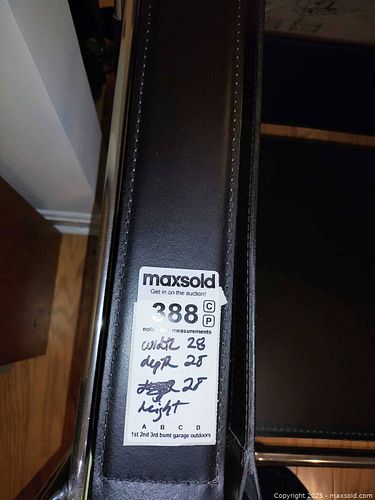 maxsold
Get in on the auction!
388 C
P
measurements
width 28
depth 28
28
height
A B C D
1st 2nd 3rd bsmt garage outdoors
Copyright 2025 - maxsold.com